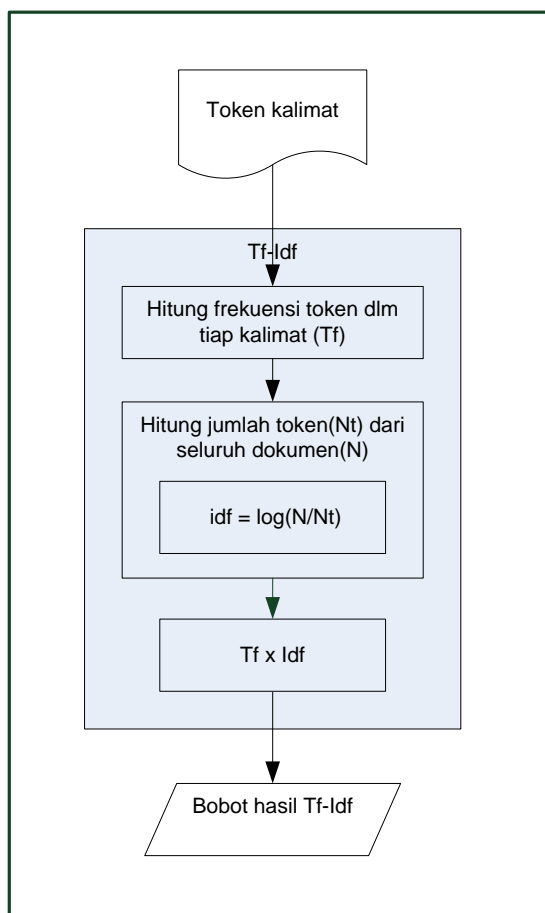 Token kalimat
Tf-Idf
Hitung frekuensi token dlm
tiap kalimat (Tf)
Hitung jumlah token(Nt) dari
seluruh dokumen(N)
idf = log(N/Nt)
Tf x Idf
Bobot hasil Tf-Idf